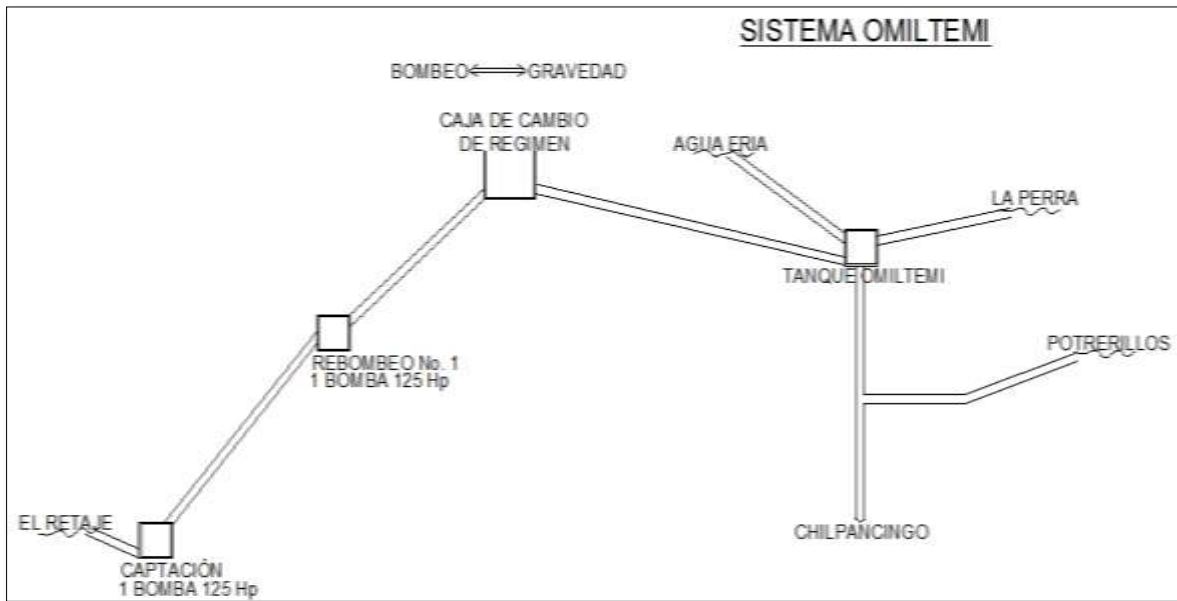 SISTEMA OMILTEMI
BOMBEO GRAVEDAD
CAJA DE CAMBIO
DE REGIMEN
AGUA FRIA
LA PERRA
TANQUE OMILTEMI
REBOMBEO No. 1
1 BOMBA 125 Hp
POTRERILLOS
EL RETAJE
CHILPANCINGO
CAPTACIÓN
1 BOMBA 125 Hp